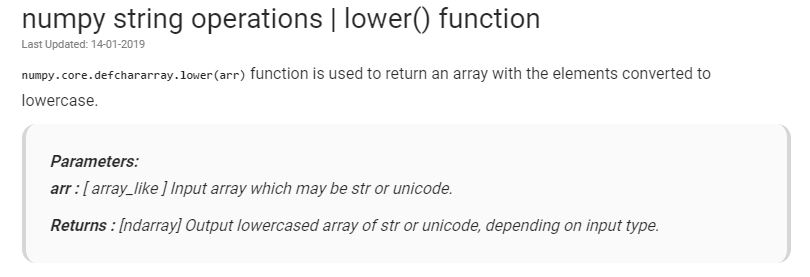 numpy string operations | lower() function
Last Updated: 14-01-2019
numpy.core.defchararray.lower(arr) function is used to return an array with the elements converted to
lowercase.
Parameters:
arr : [ array_like ] Input array which may be str or unicode.
Returns : [ndarray] Output lowercased array of str or unicode, depending on input type.